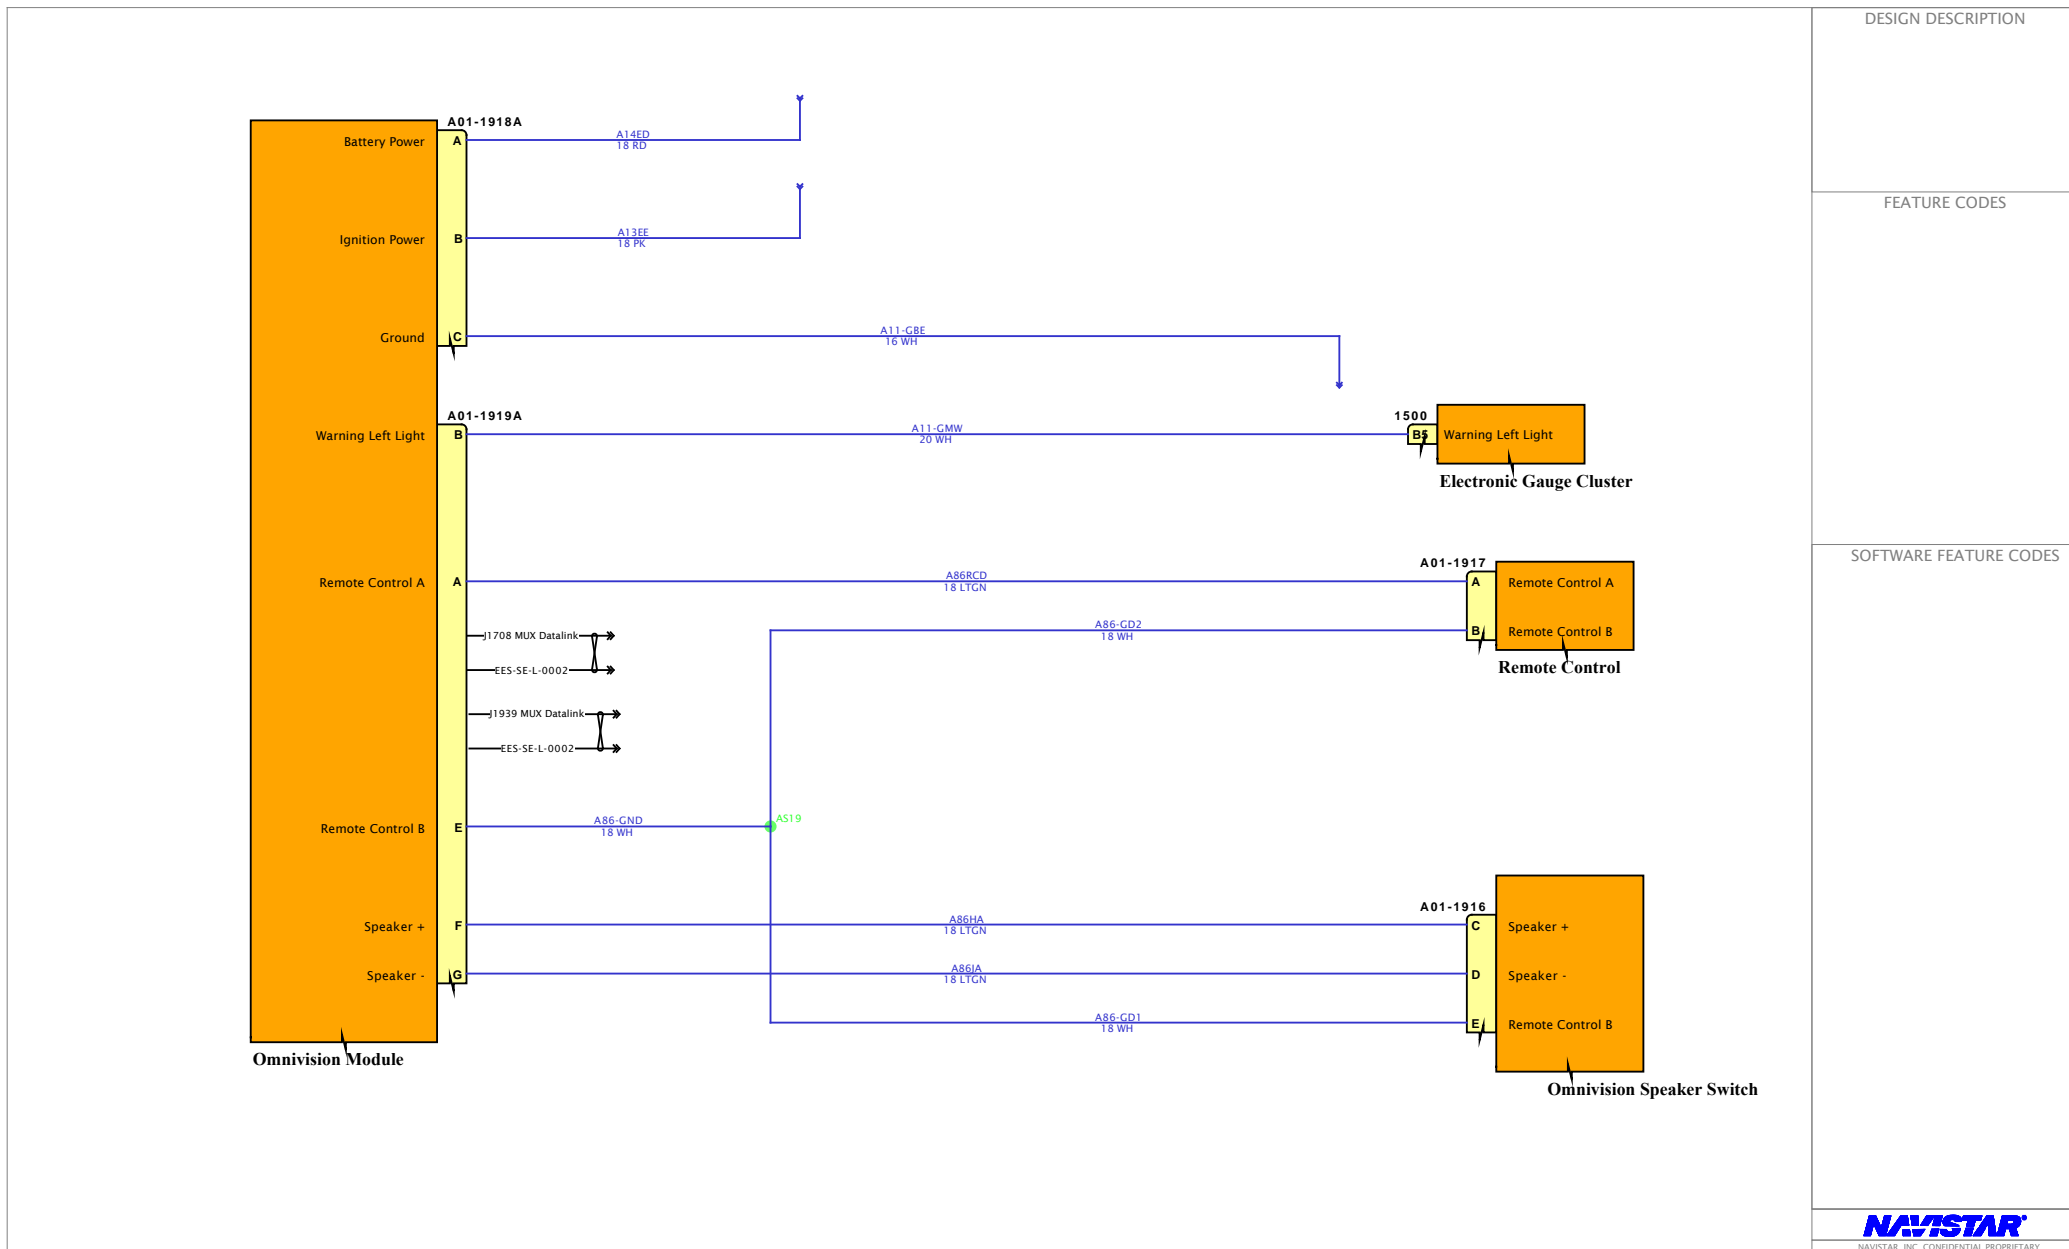 DESIGN DESCRIPTION
FEATURE CODES
SOFTWARE FEATURE CODES
A01-1918A
Battery Power A
A14ED
18 RD
Ignition Power B
A13EE
18 PK
Ground C
A11-GBE
16 WH
A01-1919A
Warning Left Light B
A11-GMW
20 WH
1500
B5 Warning Left Light
Electronic Gauge Cluster
Remote Control A A
A86RCD
18 LTGN
A01-1917
A Remote Control A
J1708 MUX Datalink
EES-SE-L-0002
A86-GD2
18 WH
B Remote Control B
Remote Control
J1939 MUX Datalink
EES-SE-L-0002
Remote Control B E
A86-GND
18 WH
AS19
Speaker + F
A86HA
18 LTGN
A01-1916
C Speaker +
Speaker - G
A86JA
18 LTGN
D Speaker -
A86-GD1
18 WH
E Remote Control B
Omnivision Module
Omnivision Speaker Switch
NAVISTAR®
NAVISTAR, INC. CONFIDENTIAL PROPRIETARY